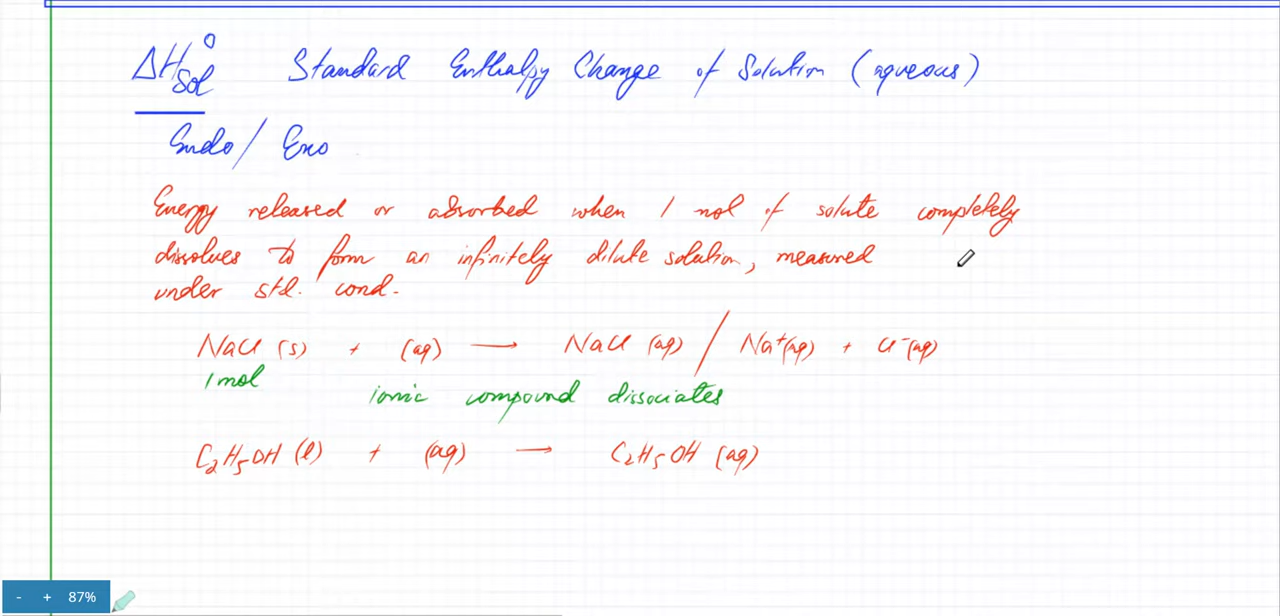 ΔH°sol Standard Enthalpy Change of Solution (aqueous)
Endo/ Exo
Energy released or absorbed when 1 mol of solute completely
dissolves to form an infinitely dilute solution, measured
under std. cond.
NaCl (s) + (aq) → NaCl (aq) / Na⁺(aq) + Cl⁻(aq)
1 mol
ionic compound dissociates
C₂H₅OH (l) + (aq) → C₂H₅OH (aq)
- + 87%